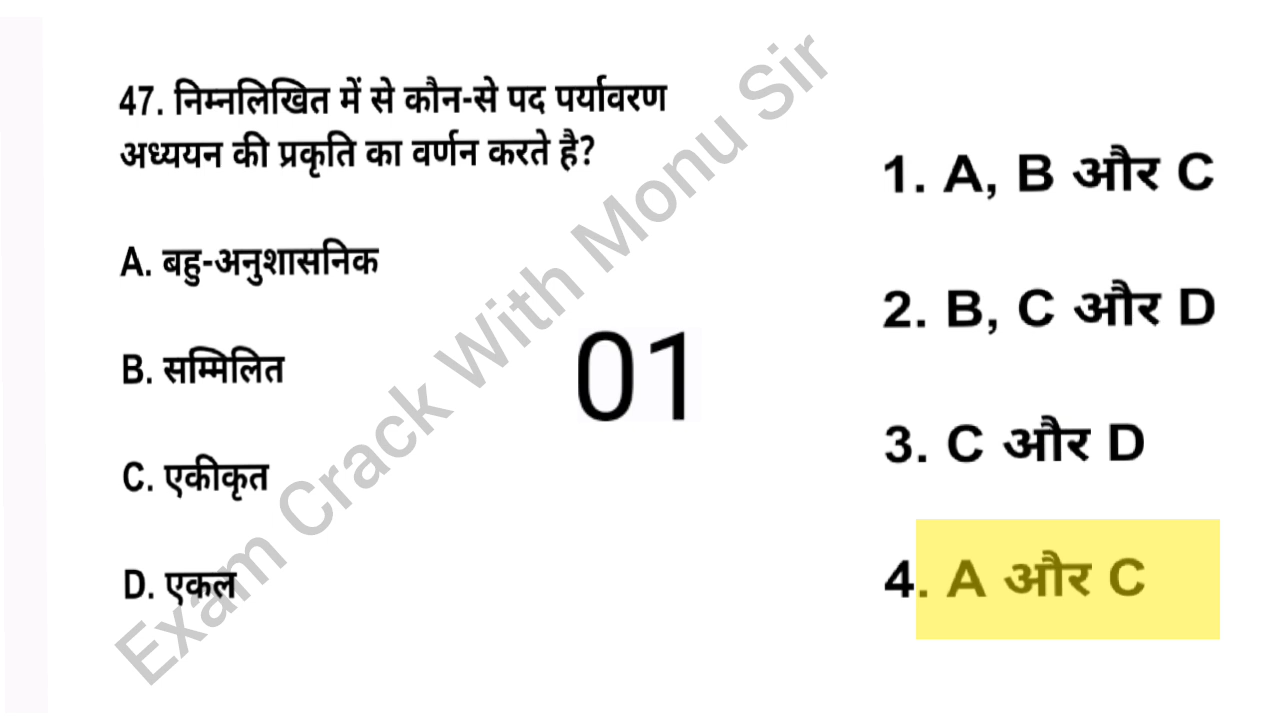 47. निम्नलिखित में से कौन-से पद पर्यावरण
अध्ययन की प्रकृति का वर्णन करते है?
A. बहु-अनुशासनिक
B. सम्मिलित
C. एकीकृत
D. एकल
01
1. A, B और C
2. B, C और D
3. C और D
4. A और C
Exam Crack With Monu Sir